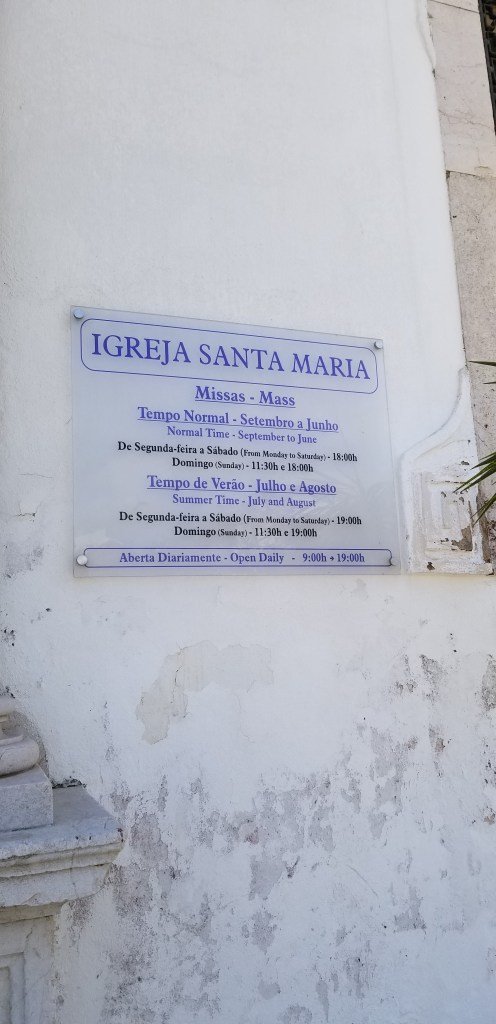 IGREJA SANTA MARIA
Missas - Mass
Tempo Normal - Setembro a Junho
Normal Time - September to June
De Segunda-feira a Sábado (From Monday to Saturday) - 18:00h
Domingo (Sunday) - 11:30h e 18:00h
Tempo de Verão - Julho e Agosto
Summer Time - July and August
De Segunda-feira a Sábado (From Monday to Saturday) - 19:00h
Domingo (Sunday) - 11:30h e 19:00h
Aberta Diariamente - Open Daily - 9:00h + 19:00h